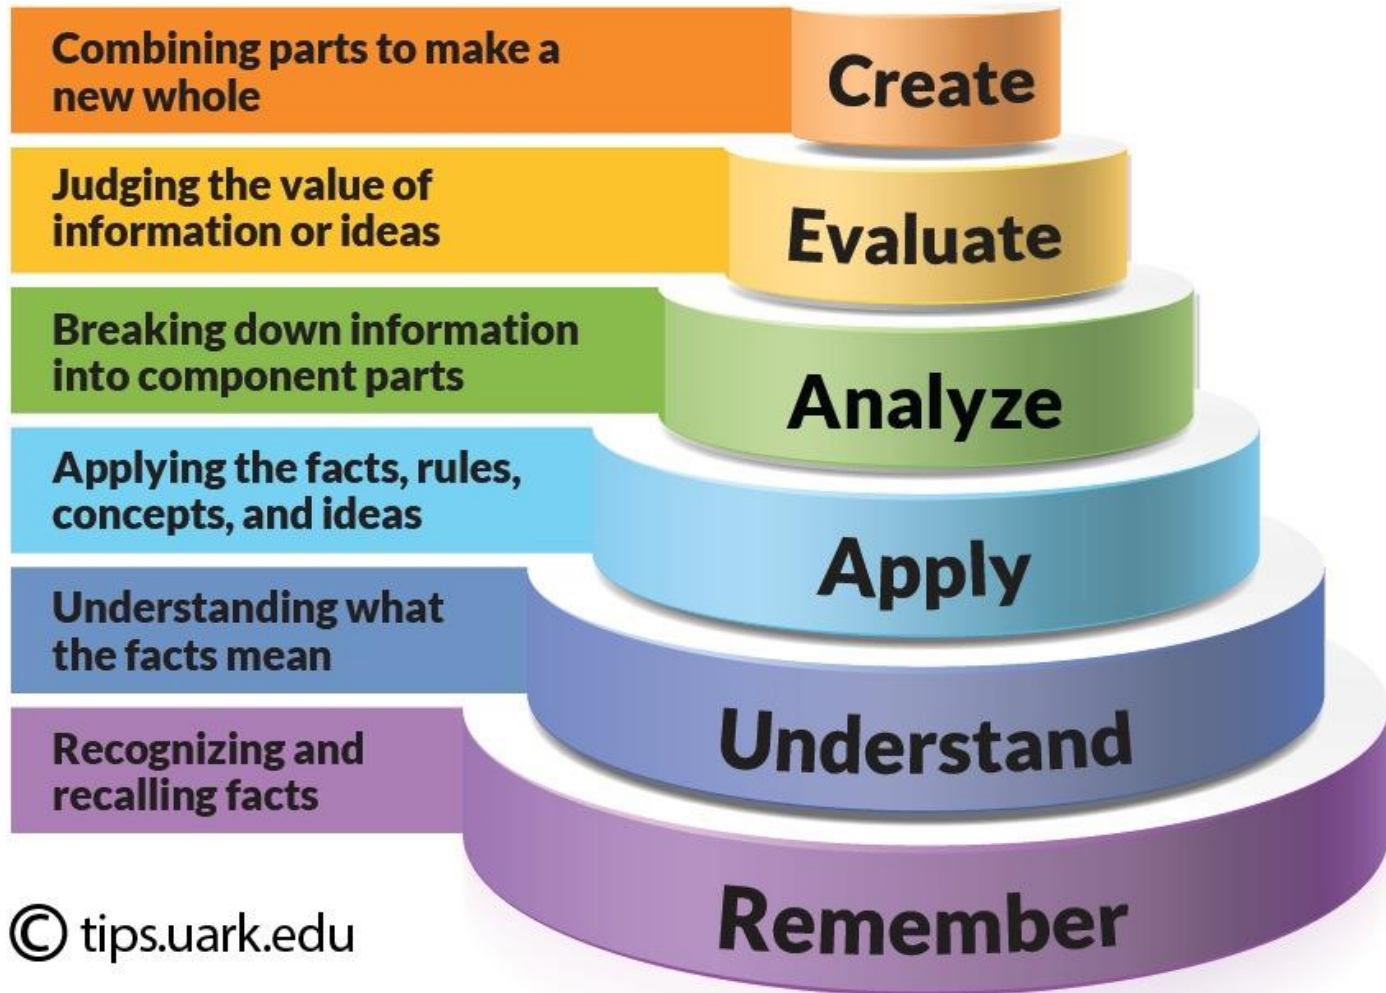 Combining parts to make a
new whole
Create
Judging the value of
information or ideas
Evaluate
Breaking down information
into component parts
Analyze
Applying the facts, rules,
concepts, and ideas
Apply
Understanding what
the facts mean
Understand
Recognizing and
recalling facts
Remember
© tips.uark.edu